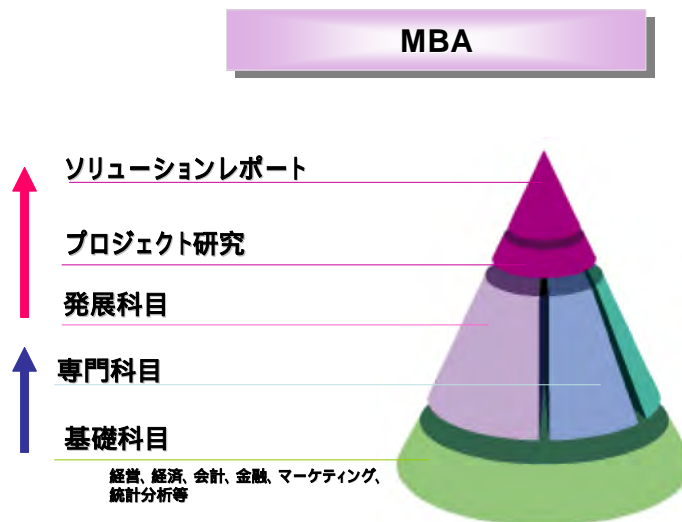 MBA
ソリューションレポート
プロジェクト研究
発展科目
専門科目
基礎科目
経営、経済、会計、金融、マーケティング、
統計分析等